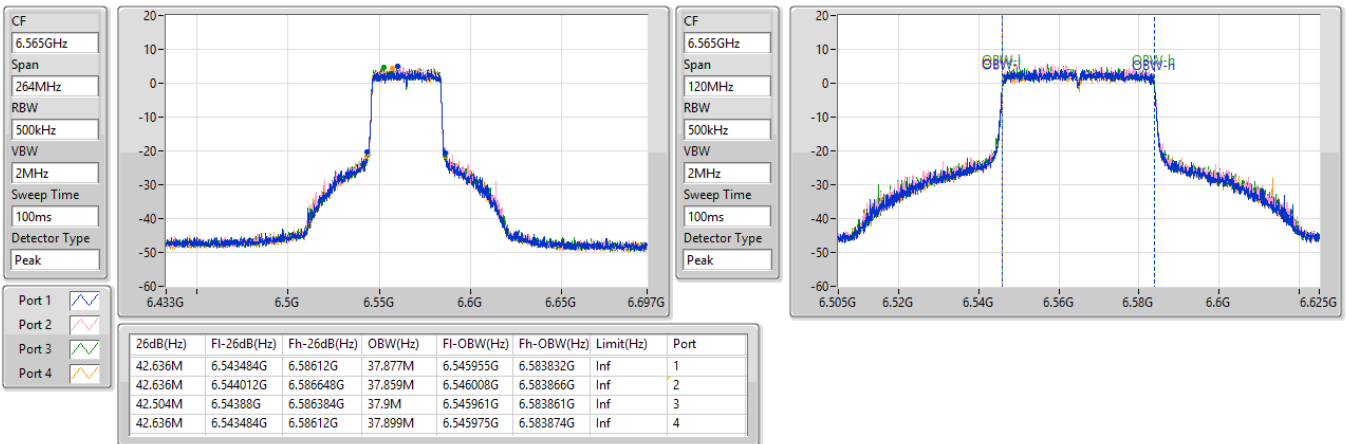 CF
6.565GHz
Span
264MHz
RBW
500kHz
VBW
2MHz
Sweep Time
100ms
Detector Type
Peak
20
10
0
-10
-20
-30
-40
-50
-60
6.433G 6.5G 6.55G 6.6G 6.65G 6.697G
CF
6.565GHz
Span
120MHz
RBW
500kHz
VBW
2MHz
Sweep Time
100ms
Detector Type
Peak
20
10
0
-10
-20
-30
-40
-50
-60
OBW-l OBW-h
6.505G 6.52G 6.54G 6.56G 6.58G 6.6G 6.625G
Port 1
Port 2
Port 3
Port 4
26dB(Hz) Fl-26dB(Hz) Fh-26dB(Hz) OBW(Hz) Fl-OBW(Hz) Fh-OBW(Hz) Limit(Hz) Port
42.636M 6.543484G 6.58612G 37.877M 6.545955G 6.583832G Inf 1
42.636M 6.544012G 6.586648G 37.859M 6.546008G 6.583866G Inf 2
42.504M 6.54388G 6.586384G 37.9M 6.545961G 6.583861G Inf 3
42.636M 6.543484G 6.58612G 37.899M 6.545975G 6.583874G Inf 4